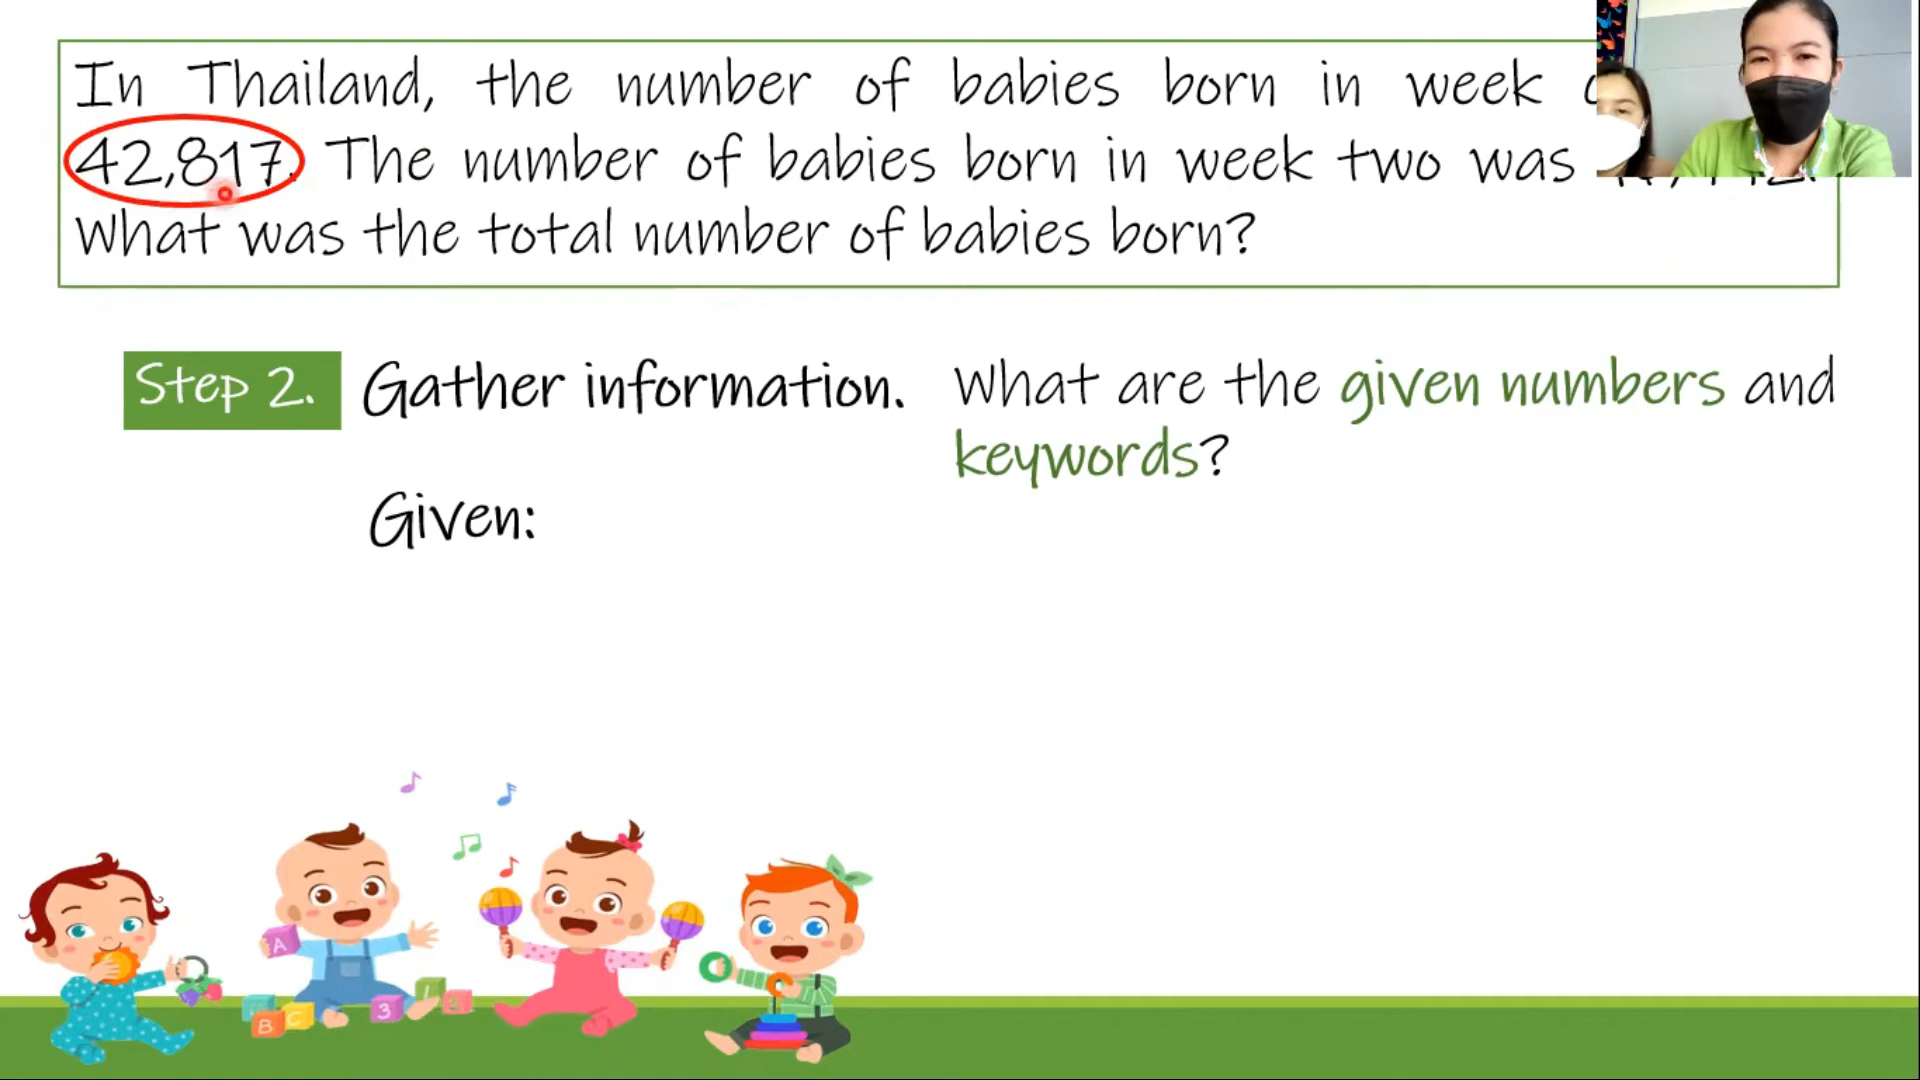 In Thailand, the number of babies born in week
42,817. The number of babies born in week two was
What was the total number of babies born?
Step 2. Gather information. What are the given numbers and
keywords?
Given:
A
B
C
3